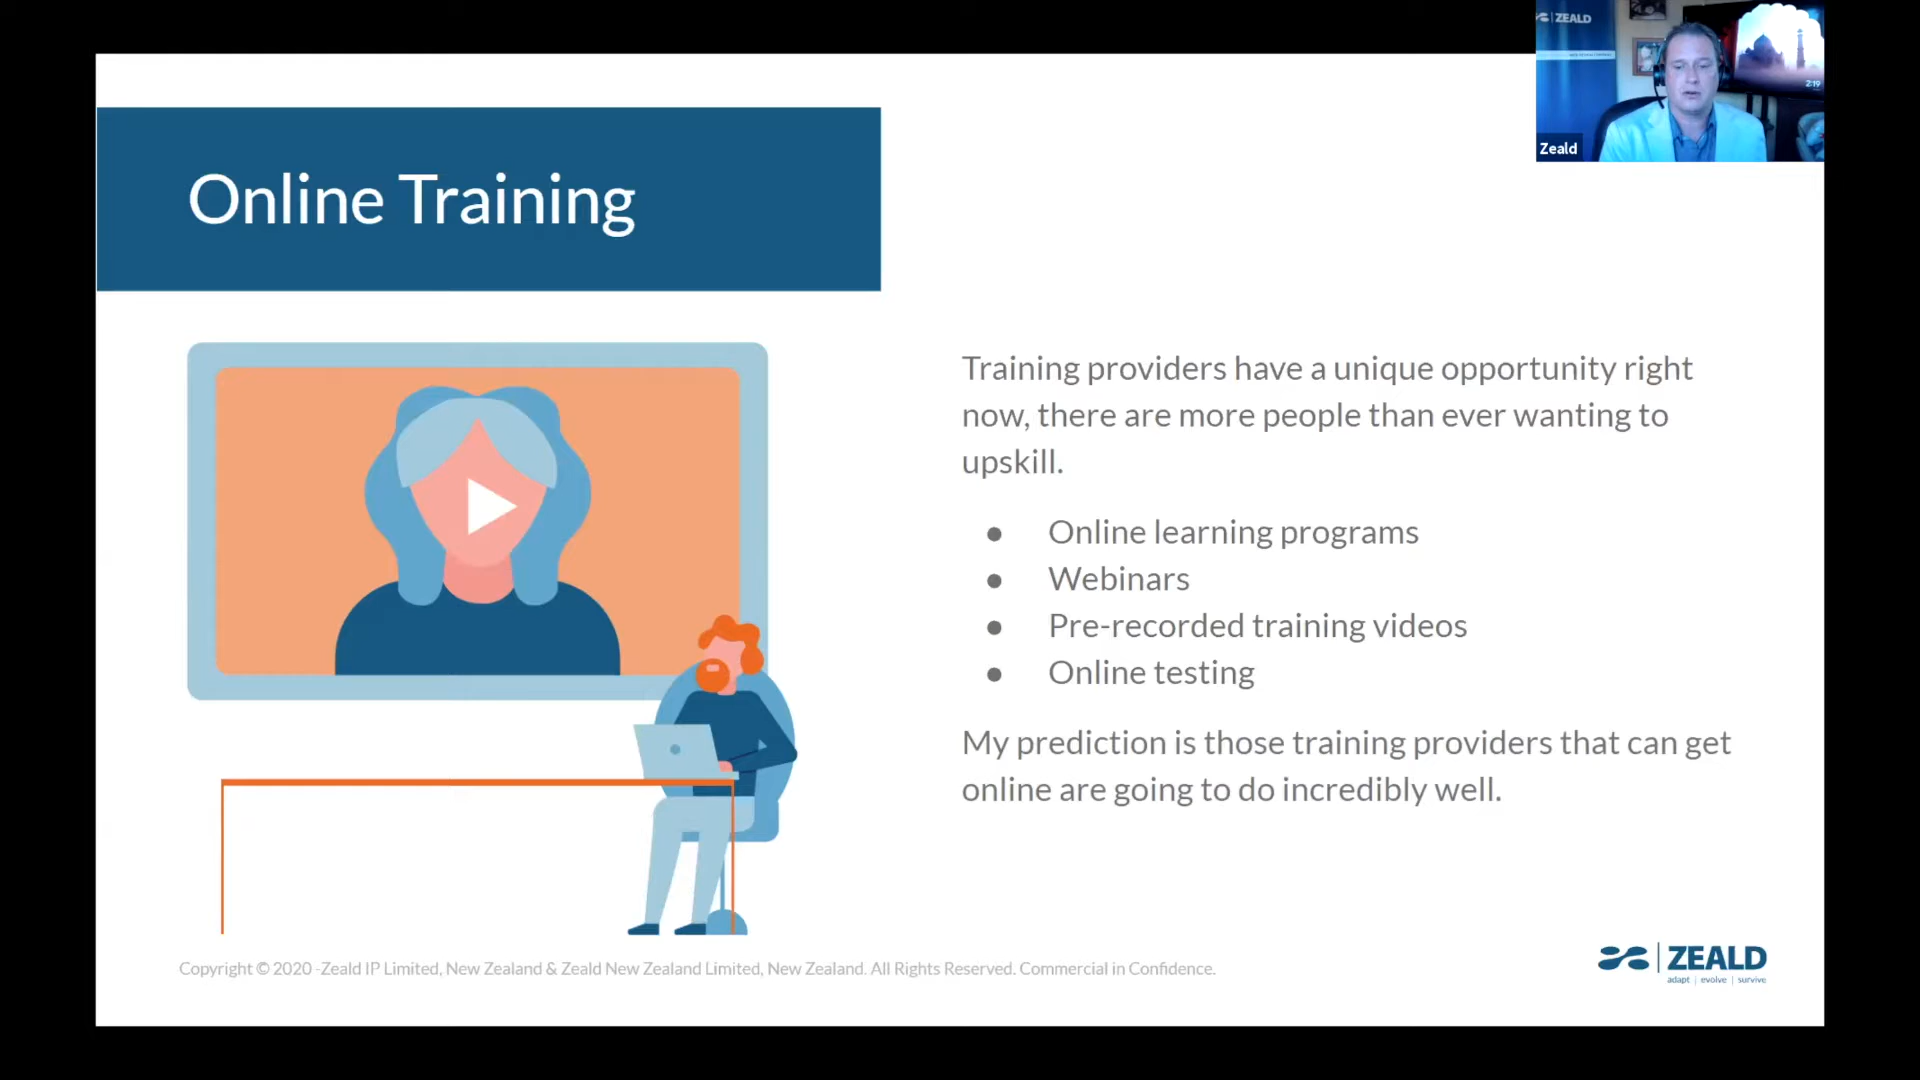 ZEALD
2:19
Zeald
Online Training
Training providers have a unique opportunity right
now, there are more people than ever wanting to
upskill.
● Online learning programs
● Webinars
● Pre-recorded training videos
● Online testing
My prediction is those training providers that can get
online are going to do incredibly well.
Copyright © 2020 -Zeald IP Limited, New Zealand & Zeald New Zealand Limited, New Zealand. All Rights Reserved. Commercial in Confidence.
ZEALD
adapt | evolve | survive